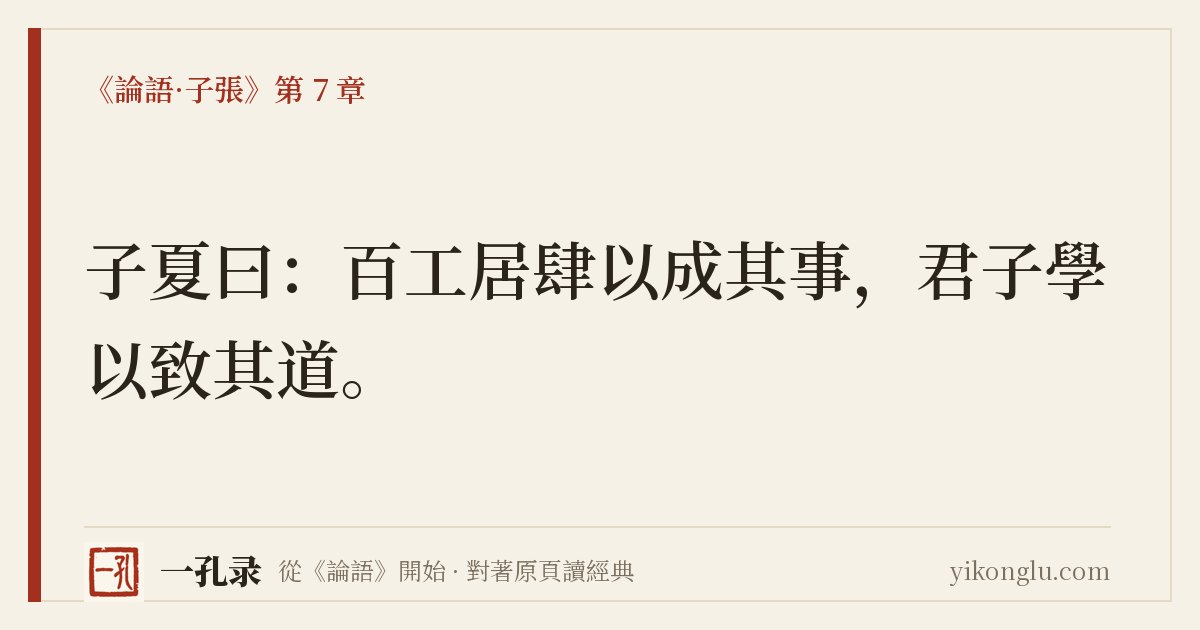 《論語·子張》第 7 章
子夏曰：百工居肆以成其事，君子學
以致其道。
一孔
一孔录 從《論語》開始 · 對著原頁讀經典
yikonglu.com